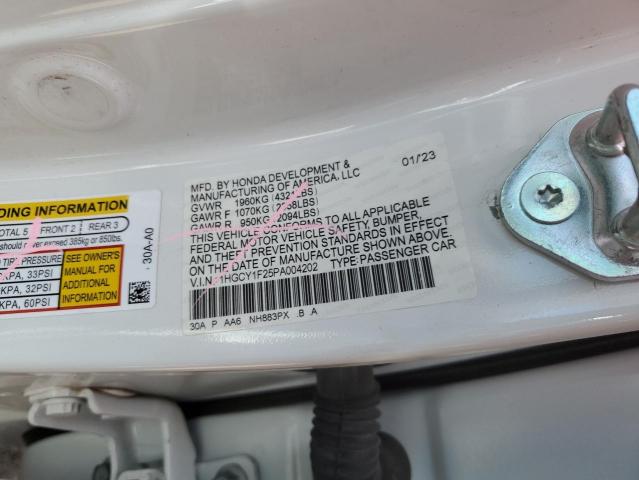 MFD. BY HONDA DEVELOPMENT & 01/23
MANUFACTURING OF AMERICA, LLC
GVWR 1960KG (4321LBS)
GAWR F 1070KG LBS)
GAWR R 950KG (2094LBS)
THIS VEHICLE CONFORMS TO ALL APPLICABLE
FEDERAL MOTOR VEHICLE SAFETY, BUMPER,
AND THEFT PREVENTION STANDARDS IN EFFECT
ON THE DATE OF MANUFACTURE SHOWN ABOVE.
V.I.N. 1HGCY1F25PA004202 TYPE:PASSENGER CAR
30A P AA6 NH883PX .B A
DING INFORMATION
TOTAL 5 FRONT 2 REAR 3
should never exceed 385kg or 850lbs.
TIRE PRESSURE
KPA, 33PSI
KPA, 32PSI
KPA, 60PSI
SEE OWNER'S
MANUAL FOR
ADDITIONAL
INFORMATION
30A-A0